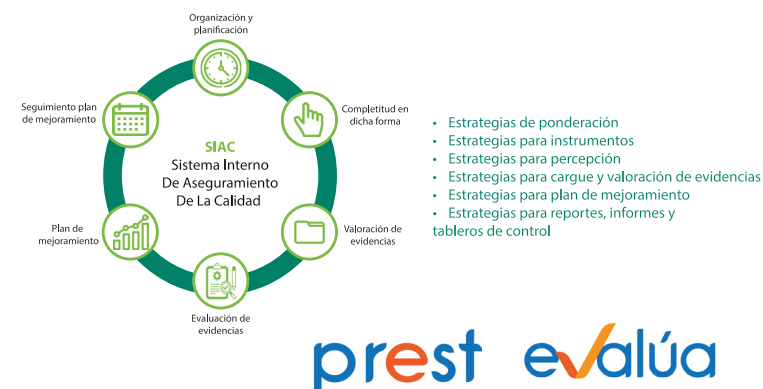 Organización y
planificación
Completitud en
dicha forma
Valoración de
evidencias
Evaluación de
evidencias
Plan de
mejoramiento
Seguimiento plan
de mejoramiento
SIAC
Sistema Interno
De Aseguramiento
De La Calidad
• Estrategias de ponderación
• Estrategias para instrumentos
• Estrategias para percepción
• Estrategias para cargue y valoración de evidencias
• Estrategias para plan de mejoramiento
• Estrategias para reportes, informes y
tableros de control
prest evalúa